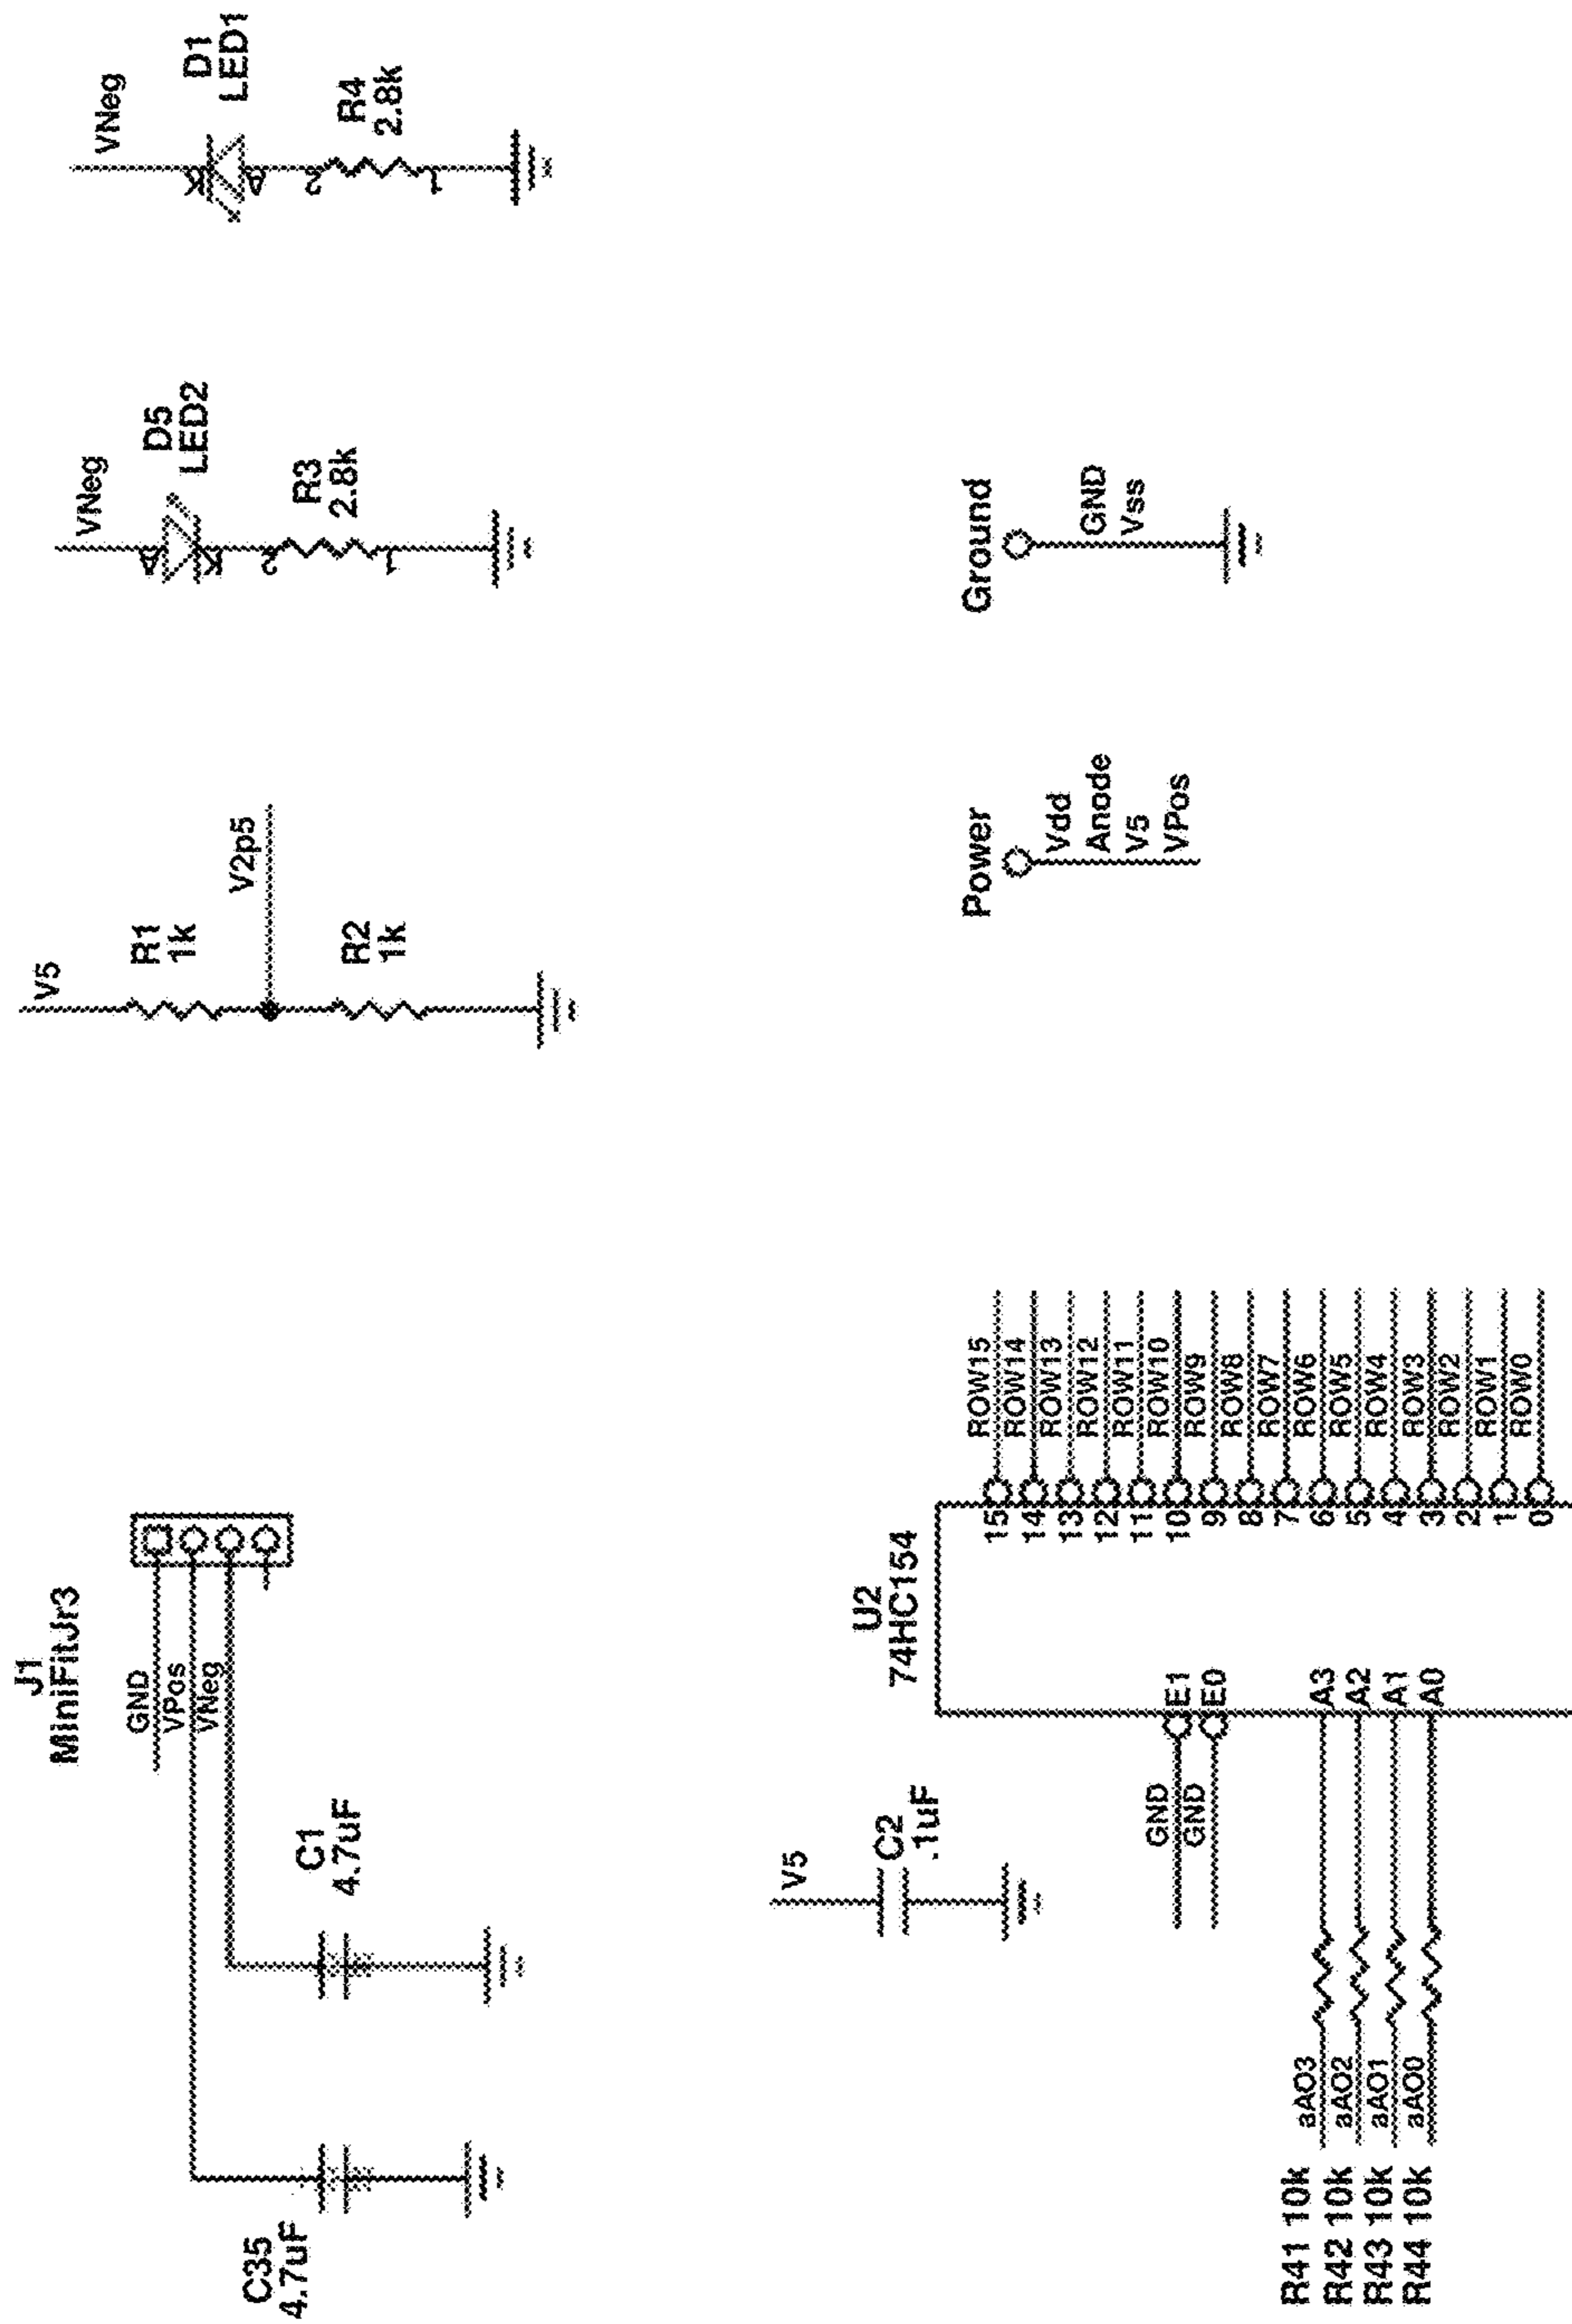 J1
MiniFitJr3
GND
VPos
VNeg
C35
4.7uF
C1
4.7uF
V5
R1
1k
V2p5
R2
1k
VNeg
D5
LED2
A
K
2
R3
2.8k
1
VNeg
D1
LED1
K
A
2
R4
2.8k
1
V5
C2
.1uF
U2
74HC154
GND
GND
E1
E0
A3
A2
A1
A0
aAO3
aAO2
aAO1
aAO0
R41 10k
R42 10k
R43 10k
R44 10k
15 ROW15
14 ROW14
13 ROW13
12 ROW12
11 ROW11
10 ROW10
9 ROW9
8 ROW8
7 ROW7
6 ROW6
5 ROW5
4 ROW4
3 ROW3
2 ROW2
1 ROW1
0 ROW0
Power
Vdd
Anode
V5
VPos
Ground
GND
Vss